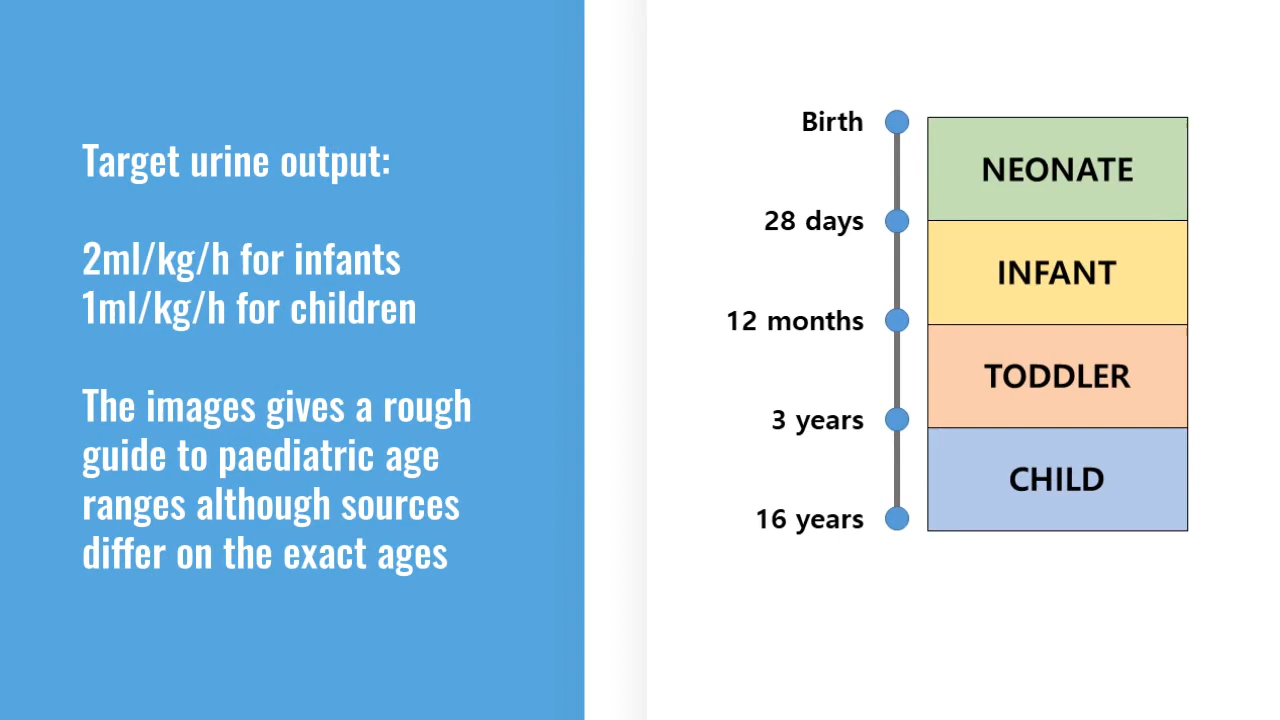 Target urine output:
2ml/kg/h for infants
1ml/kg/h for children
The images gives a rough
guide to paediatric age
ranges although sources
differ on the exact ages
Birth
NEONATE
28 days
INFANT
12 months
TODDLER
3 years
CHILD
16 years